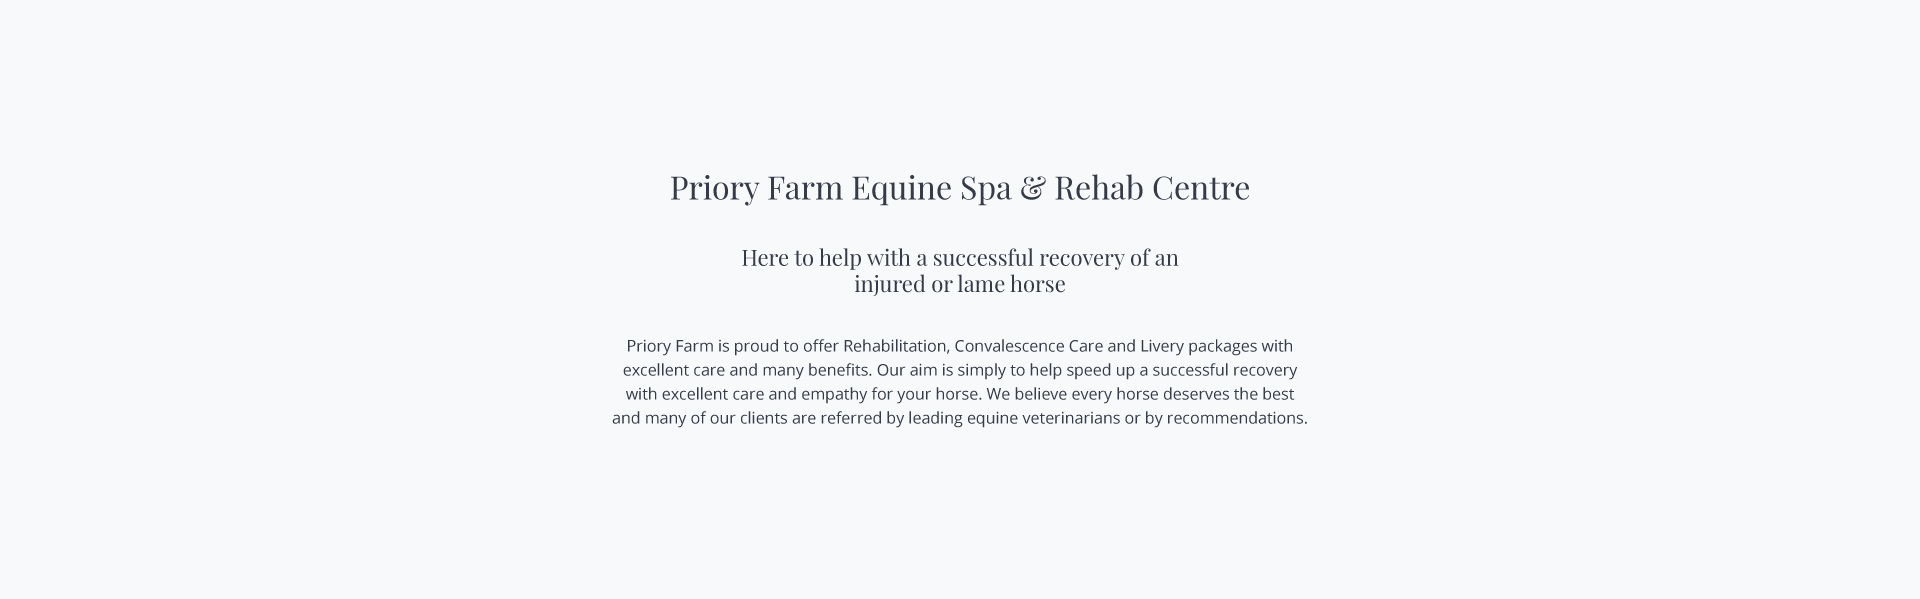 Priory Farm Equine Spa & Rehab Centre
Here to help with a successful recovery of an
injured or lame horse
Priory Farm is proud to offer Rehabilitation, Convalescence Care and Livery packages with
excellent care and many benefits. Our aim is simply to help speed up a successful recovery
with excellent care and empathy for your horse. We believe every horse deserves the best
and many of our clients are referred by leading equine veterinarians or by recommendations.